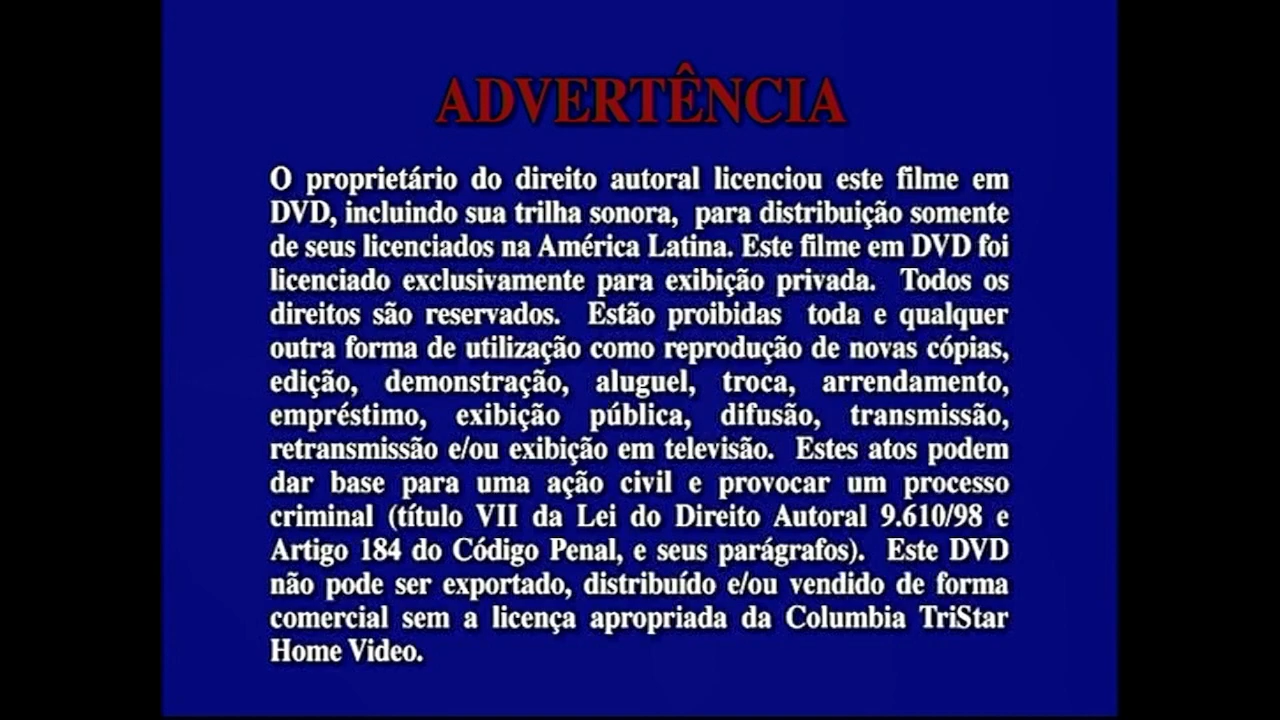 ADVERTÊNCIA
O proprietário do direito autoral licenciou este filme em
DVD, incluindo sua trilha sonora, para distribuição somente
de seus licenciados na América Latina. Este filme em DVD foi
licenciado exclusivamente para exibição privada. Todos os
direitos são reservados. Estão proibidas toda e qualquer
outra forma de utilização como reprodução de novas cópias,
edição, demonstração, aluguel, troca, arrendamento,
empréstimo, exibição pública, difusão, transmissão,
retransmissão e/ou exibição em televisão. Estes atos podem
dar base para uma ação civil e provocar um processo
criminal (título VII da Lei do Direito Autoral 9.610/98 e
Artigo 184 do Código Penal, e seus parágrafos). Este DVD
não pode ser exportado, distribuído e/ou vendido de forma
comercial sem a licença apropriada da Columbia TriStar
Home Video.